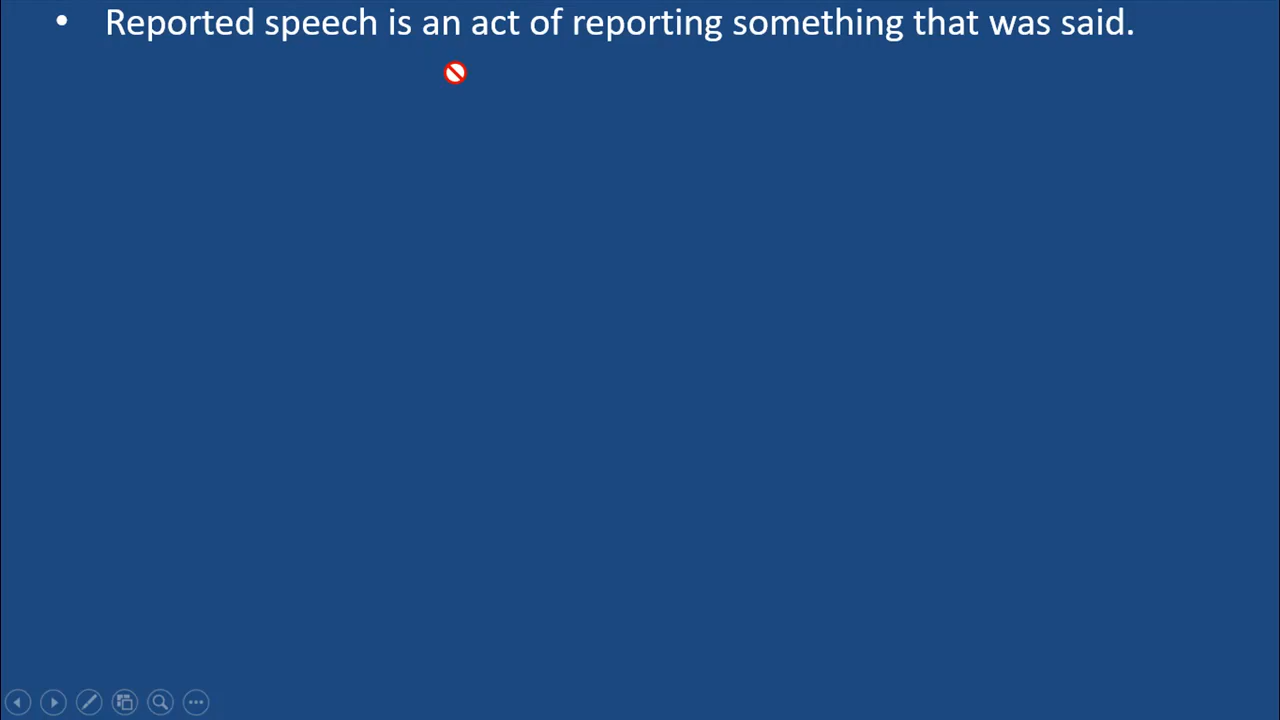 • Reported speech is an act of reporting something that was said.